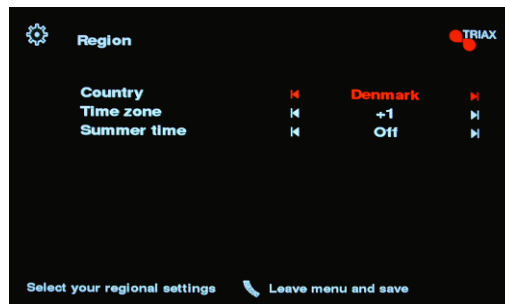 Region
TRIAX
Country Denmark
Time zone +1
Summer time Off
Select your regional settings Leave menu and save